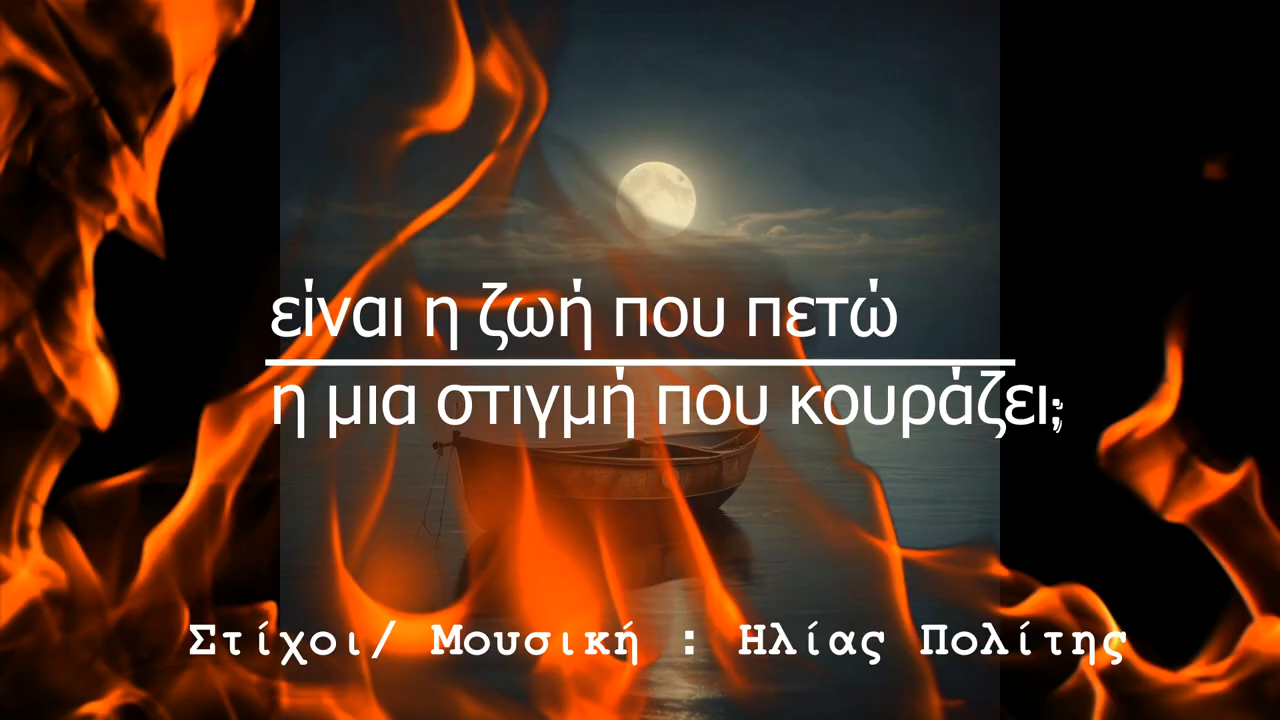 είναι η ζωή που πετώ
η μια στιγμή που κουράζει;
Στίχοι/ Μουσική : Ηλίας Πολίτης